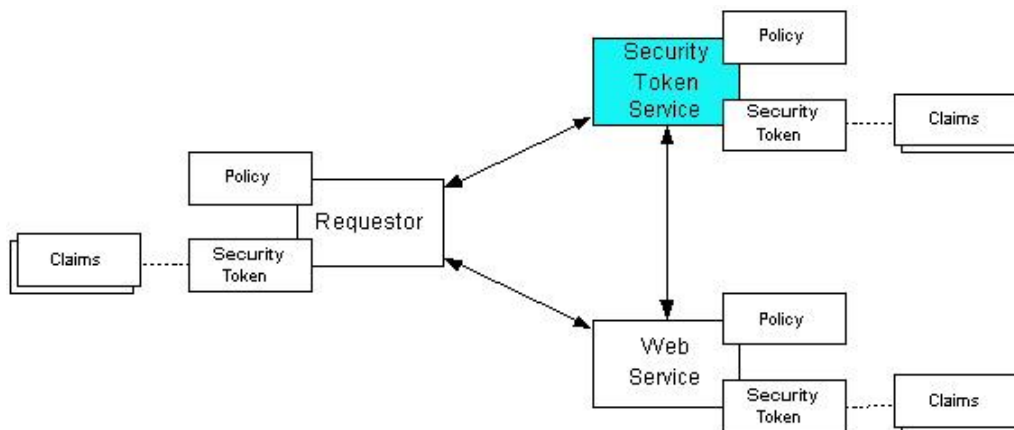 Policy
Security
Token
Service
Security
Token
Claims
Policy
Requestor
Claims
Security
Token
Policy
Web
Service
Security
Token
Claims